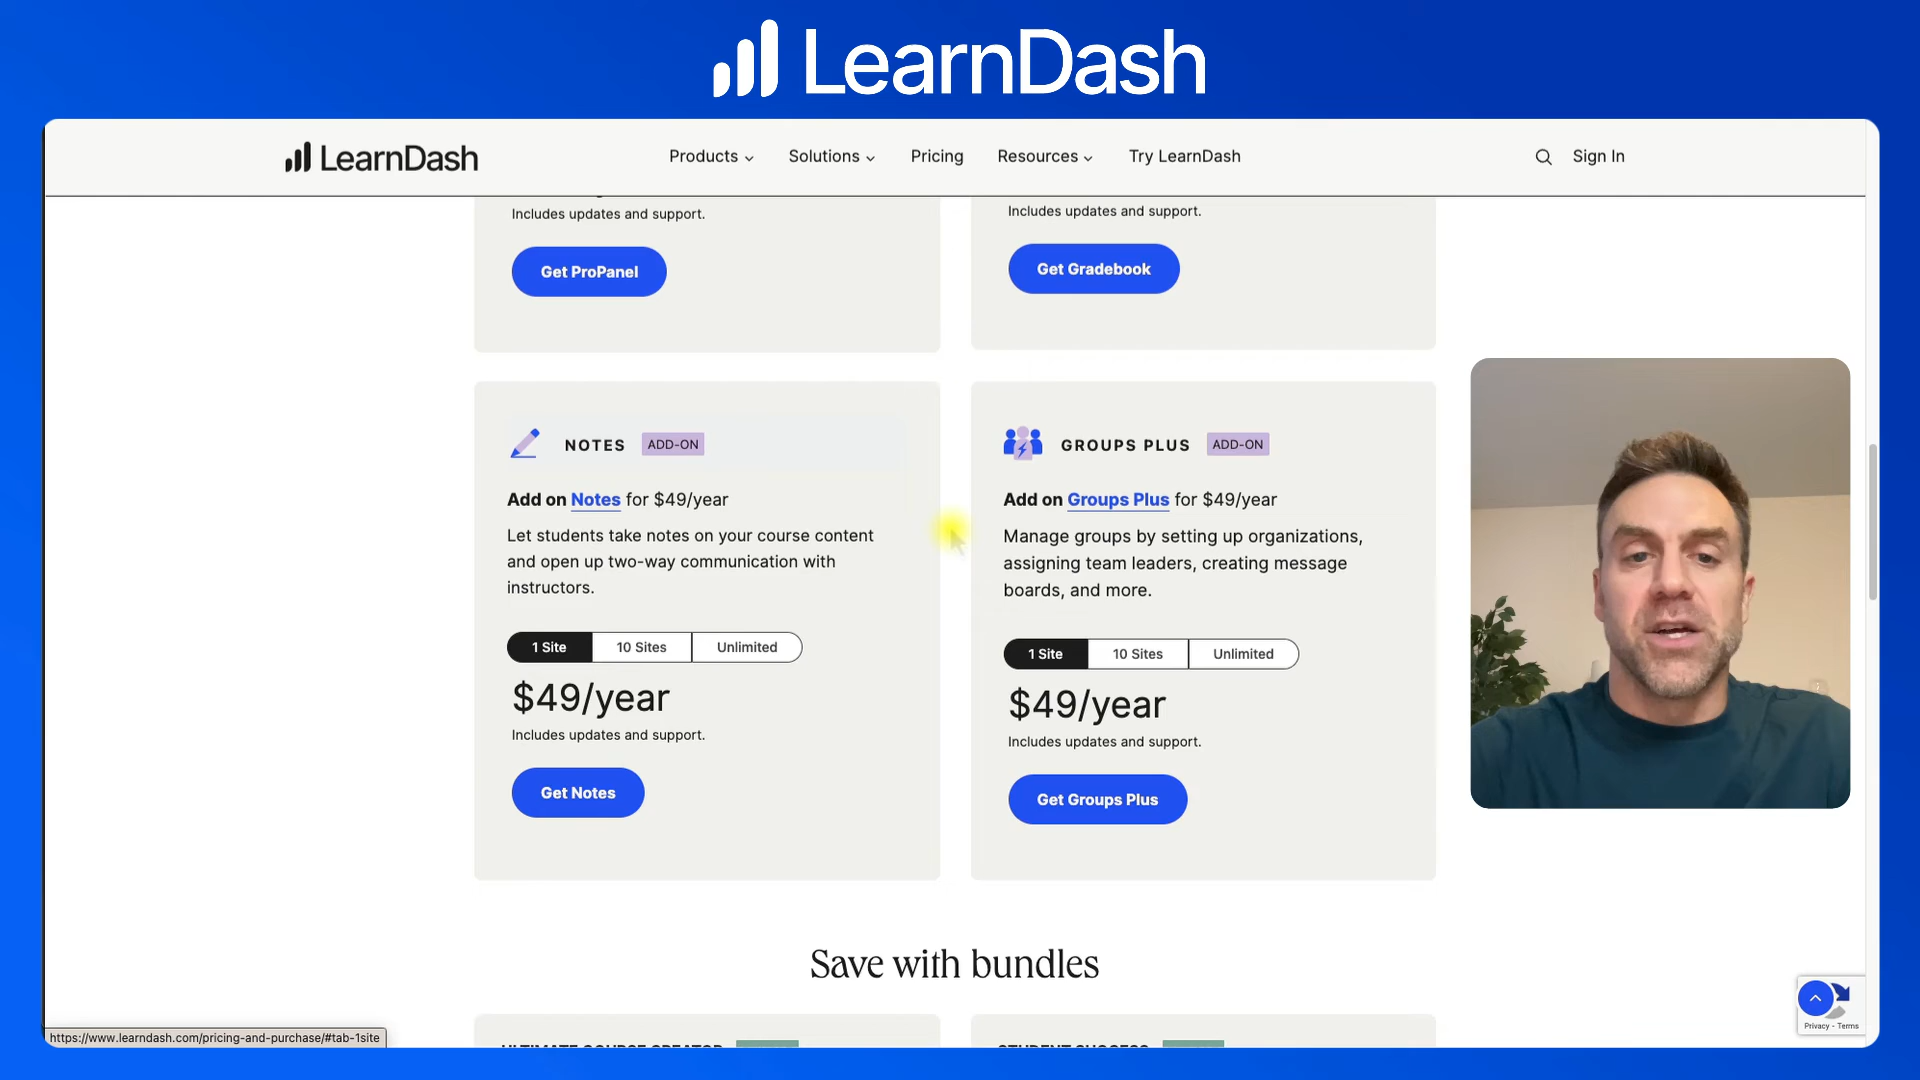 LearnDash
LearnDash
Products
Solutions
Pricing
Resources
Try LearnDash
Sign In
Includes updates and support.
Get ProPanel
Includes updates and support.
Get Gradebook
NOTES
ADD-ON
Add on Notes for $49/year
Let students take notes on your course content
and open up two-way communication with
instructors.
1 Site
10 Sites
Unlimited
$49/year
Includes updates and support.
Get Notes
GROUPS PLUS
ADD-ON
Add on Groups Plus for $49/year
Manage groups by setting up organizations,
assigning team leaders, creating message
boards, and more.
1 Site
10 Sites
Unlimited
$49/year
Includes updates and support.
Get Groups Plus
Save with bundles
ULTIMATE COURSE CREATOR
STUDENT SUCCESS
https://www.learndash.com/pricing-and-purchase/#tab-1site
Privacy - Terms